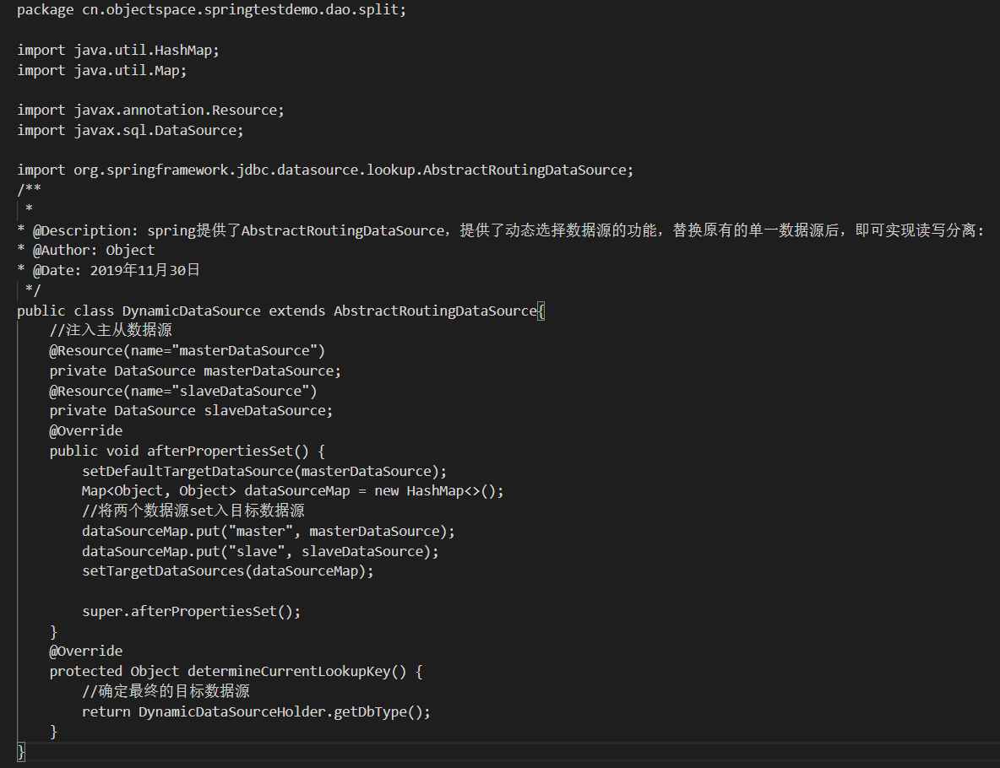 package cn.objectspace.springtestdemo.dao.split;
import java.util.HashMap;
import java.util.Map;
import javax.annotation.Resource;
import javax.sql.DataSource;
import org.springframework.jdbc.datasource.lookup.AbstractRoutingDataSource;
/**
 *
* @Description: spring提供了AbstractRoutingDataSource，提供了动态选择数据源的功能，替换原有的单一数据源后，即可实现读写分离:
* @Author: Object
* @Date: 2019年11月30日
 */
public class DynamicDataSource extends AbstractRoutingDataSource{
    //注入主从数据源
    @Resource(name="masterDataSource")
    private DataSource masterDataSource;
    @Resource(name="slaveDataSource")
    private DataSource slaveDataSource;
    @Override
    public void afterPropertiesSet() {
        setDefaultTargetDataSource(masterDataSource);
        Map<Object, Object> dataSourceMap = new HashMap<>();
        //将两个数据源set入目标数据源
        dataSourceMap.put("master", masterDataSource);
        dataSourceMap.put("slave", slaveDataSource);
        setTargetDataSources(dataSourceMap);
        super.afterPropertiesSet();
    }
    @Override
    protected Object determineCurrentLookupKey() {
        //确定最终的目标数据源
        return DynamicDataSourceHolder.getDbType();
    }
}